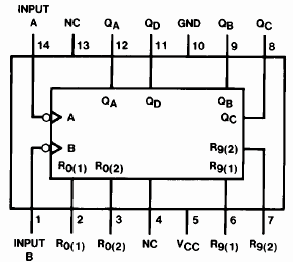 INPUT
A NC QA QD GND QB QC
14 13 12 11 10 9 8
QA QD QB
QC
A
B R9(2)
R0(1) R0(2) R9(1)
1 2 3 4 5 6 7
INPUT R0(1) R0(2) NC VCC R9(1) R9(2)
B